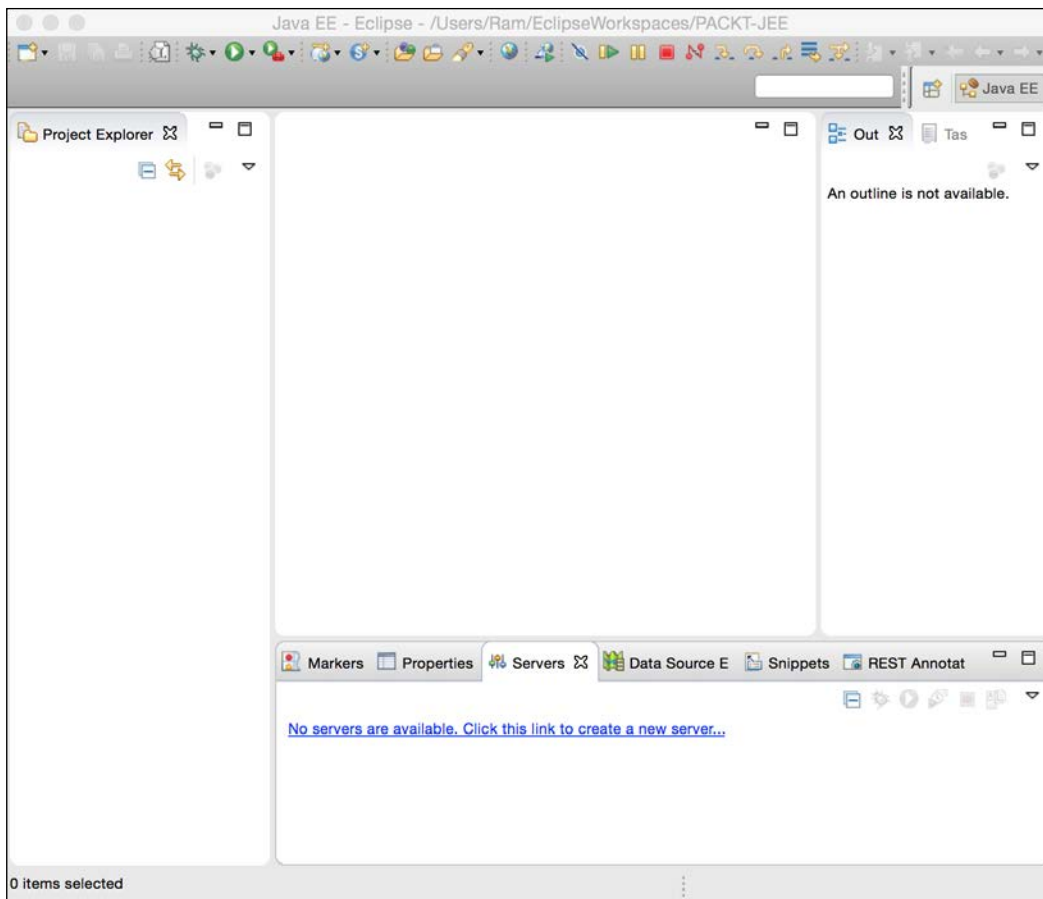 Java EE - Eclipse - /Users/Ram/EclipseWorkspaces/PACKT-JEE
Java EE
Project Explorer
Out Tas
An outline is not available.
Markers Properties Servers Data Source E Snippets REST Annotat
No servers are available. Click this link to create a new server...
0 items selected